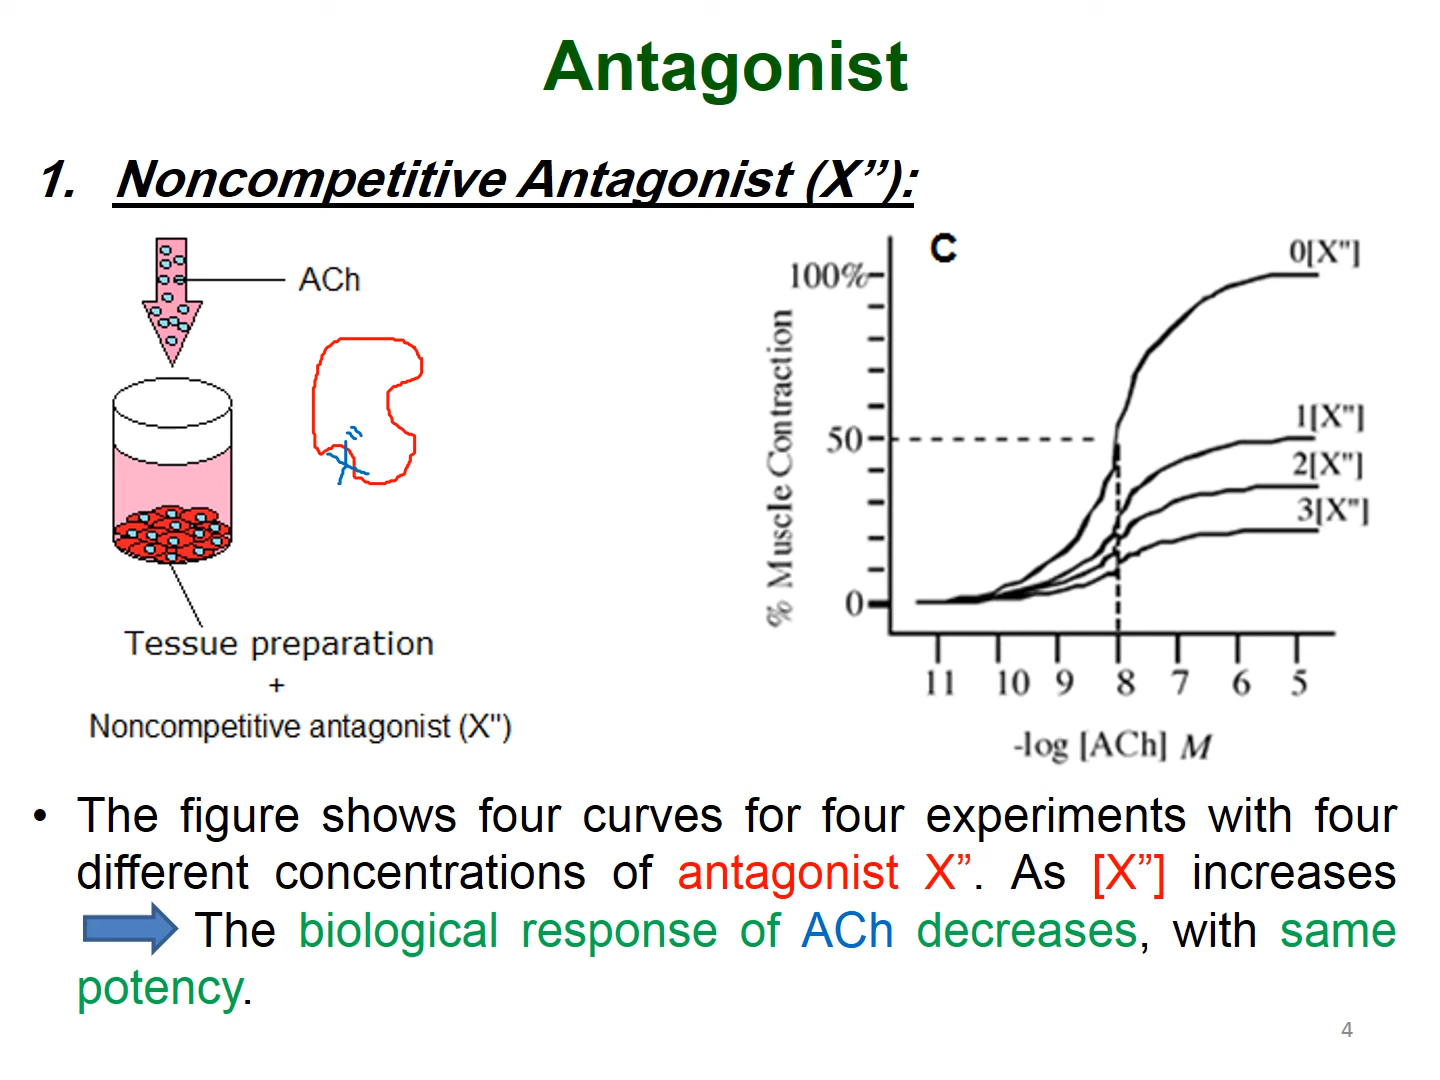 Antagonist
1. Noncompetitive Antagonist (X”):
ACh
Tessue preparation
+
Noncompetitive antagonist (X")
C
0[X"]
100%
1[X"]
50
2[X"]
3[X"]
0
% Muscle Contraction
11 10 9 8 7 6 5
-log [ACh] M
• The figure shows four curves for four experiments with four
different concentrations of antagonist X”. As [X”] increases
The biological response of ACh decreases, with same
potency.
4